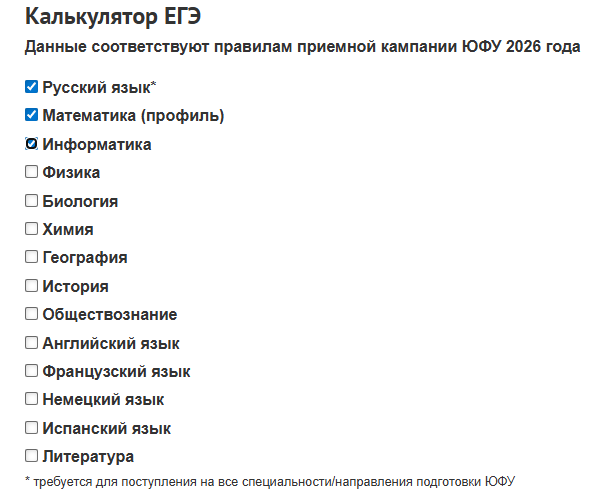 Калькулятор ЕГЭ
Данные соответствуют правилам приемной кампании ЮФУ 2026 года
Русский язык*
Математика (профиль)
Информатика
Физика
Биология
Химия
География
История
Обществознание
Английский язык
Французский язык
Немецкий язык
Испанский язык
Литература
* требуется для поступления на все специальности/направления подготовки ЮФУ